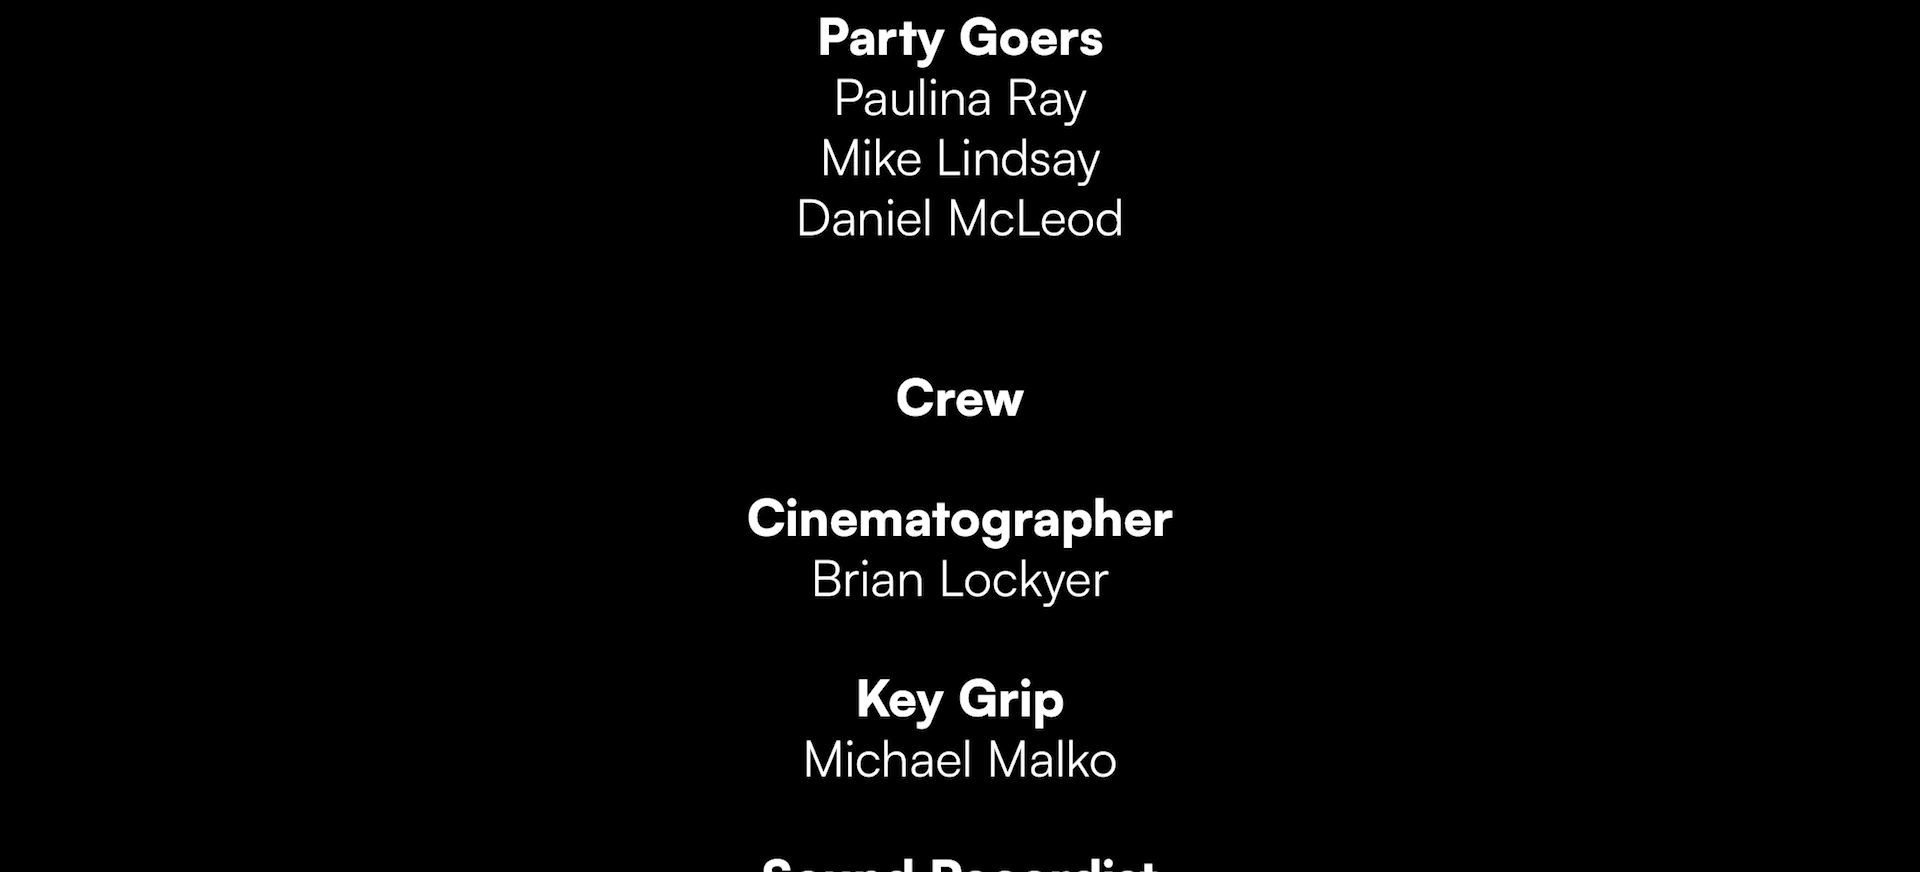 Party Goers
Paulina Ray
Mike Lindsay
Daniel McLeod
Crew
Cinematographer
Brian Lockyer
Key Grip
Michael Malko
Sound Recordist